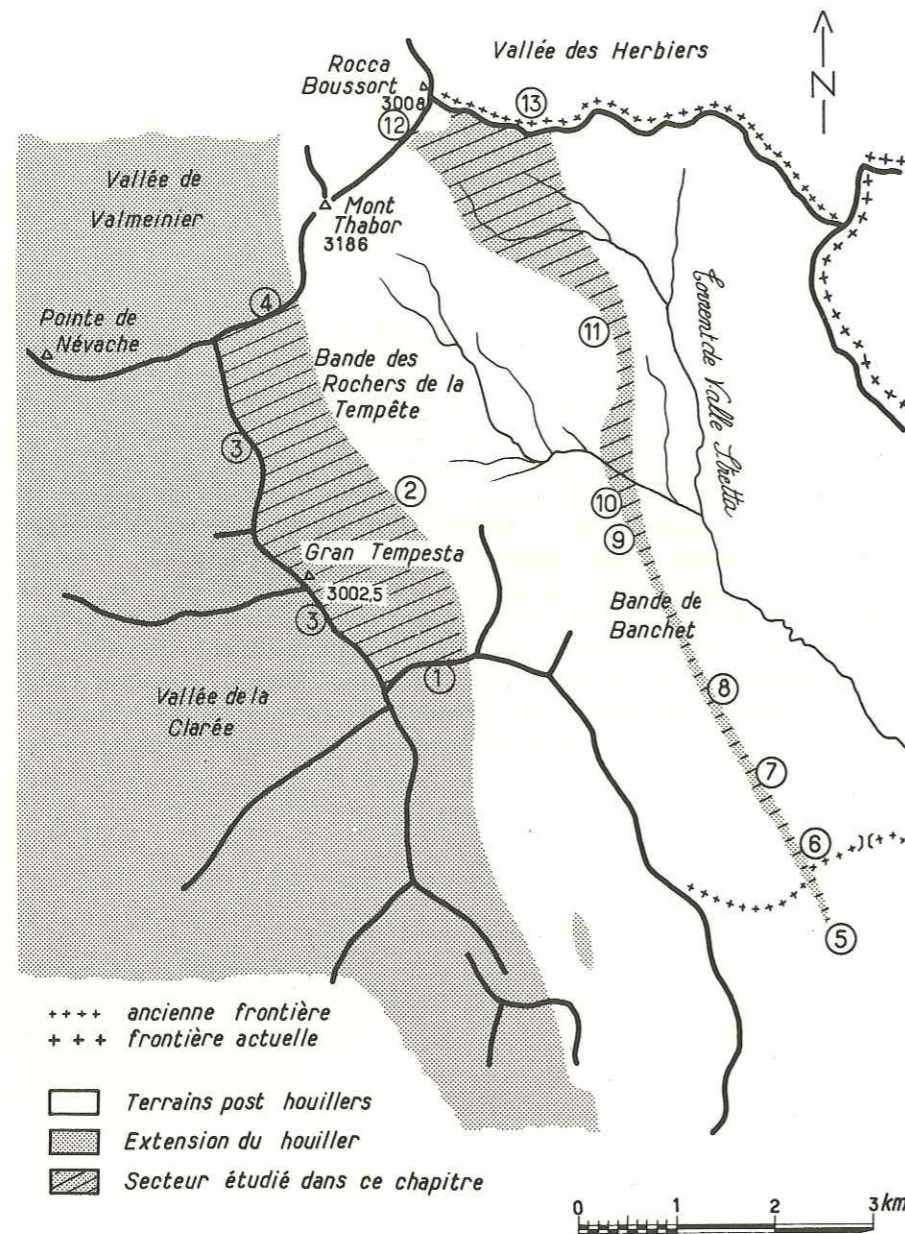 Vallée des Herbiers
N
Rocca
Boussort
3008
13
12
Vallée de
Valmeinier
Mont
Thabor
3186
4
Pointe de
Névache
11
Bande des
Rochers de la
Tempête
Torrent de Valle Stretta
3
2
10
9
Gran Tempesta
3002,5
3
Bande de
Banchet
1
8
Vallée de la
Clarée
7
6
5
++++ ancienne frontière
+ + + frontière actuelle
Terrains post houillers
Extension du houiller
Secteur étudié dans ce chapitre
0 1 2 3 km